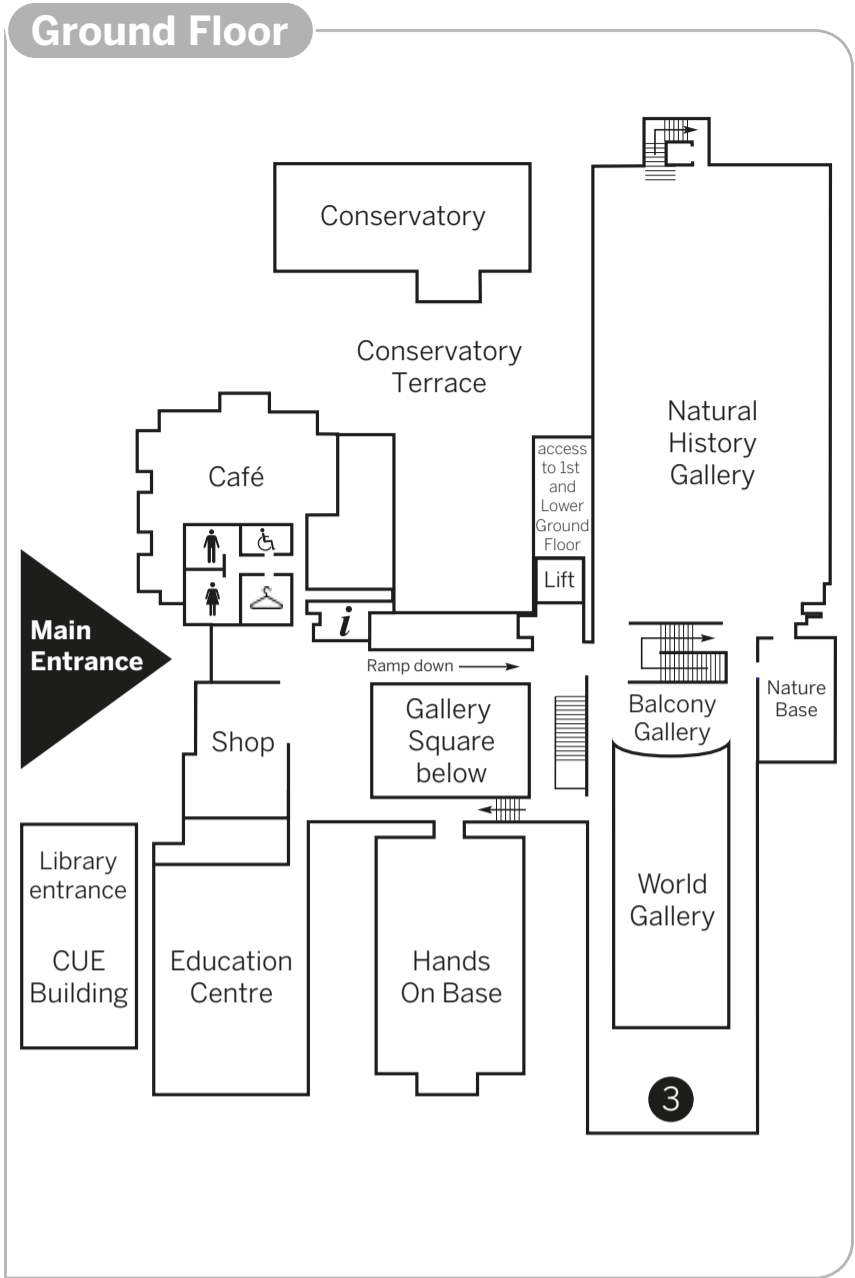 Ground Floor
Conservatory
Conservatory
Terrace
Natural
History
Gallery
access
to 1st
and
Lower
Ground
Floor
Café
Lift
i
Main
Entrance
Ramp down
Nature
Base
Balcony
Gallery
Gallery
Square
below
Shop
Library
entrance
CUE
Building
Education
Centre
Hands
On Base
World
Gallery
3